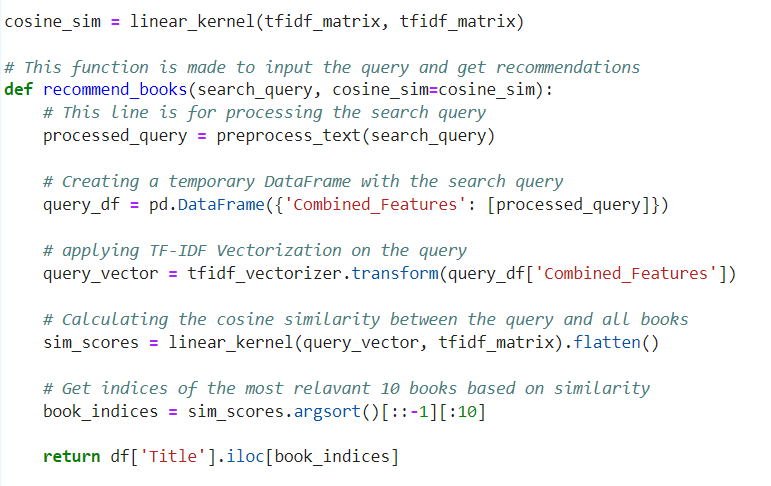 cosine_sim = linear_kernel(tfidf_matrix, tfidf_matrix)
# This function is made to input the query and get recommendations
def recommend_books(search_query, cosine_sim=cosine_sim):
    # This line is for processing the search query
    processed_query = preprocess_text(search_query)
    # Creating a temporary DataFrame with the search query
    query_df = pd.DataFrame({'Combined_Features': [processed_query]})
    # applying TF-IDF Vectorization on the query
    query_vector = tfidf_vectorizer.transform(query_df['Combined_Features'])
    # Calculating the cosine similarity between the query and all books
    sim_scores = linear_kernel(query_vector, tfidf_matrix).flatten()
    # Get indices of the most relavant 10 books based on similarity
    book_indices = sim_scores.argsort()[::-1][:10]
    return df['Title'].iloc[book_indices]